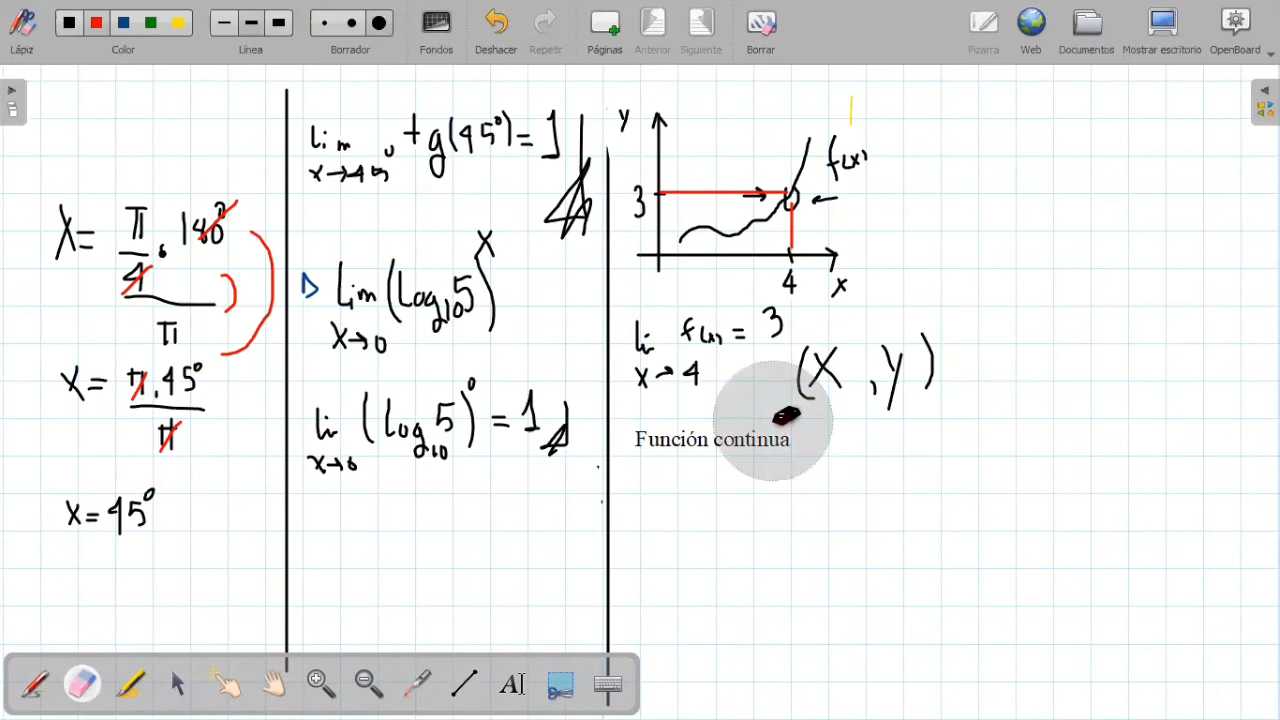 Lápiz
Color
Línea
Borrador
Fondos
Deshacer
Repetir
Páginas
Anterior
Siguiente
Borrar
Pizarra
Web
Documentos
Mostrar escritorio
OpenBoard
X = π/4 · 180° / π
X = π . 45° / π
X = 45°
lim x→45° tg(45°) = 1
lim x→0 (Log₁₀5)^x
lim x→0 (Log₁₀5)⁰ = 1
y
f(x)
3
4
x
li x→4 f(x) = 3
(X , y)
Función continua